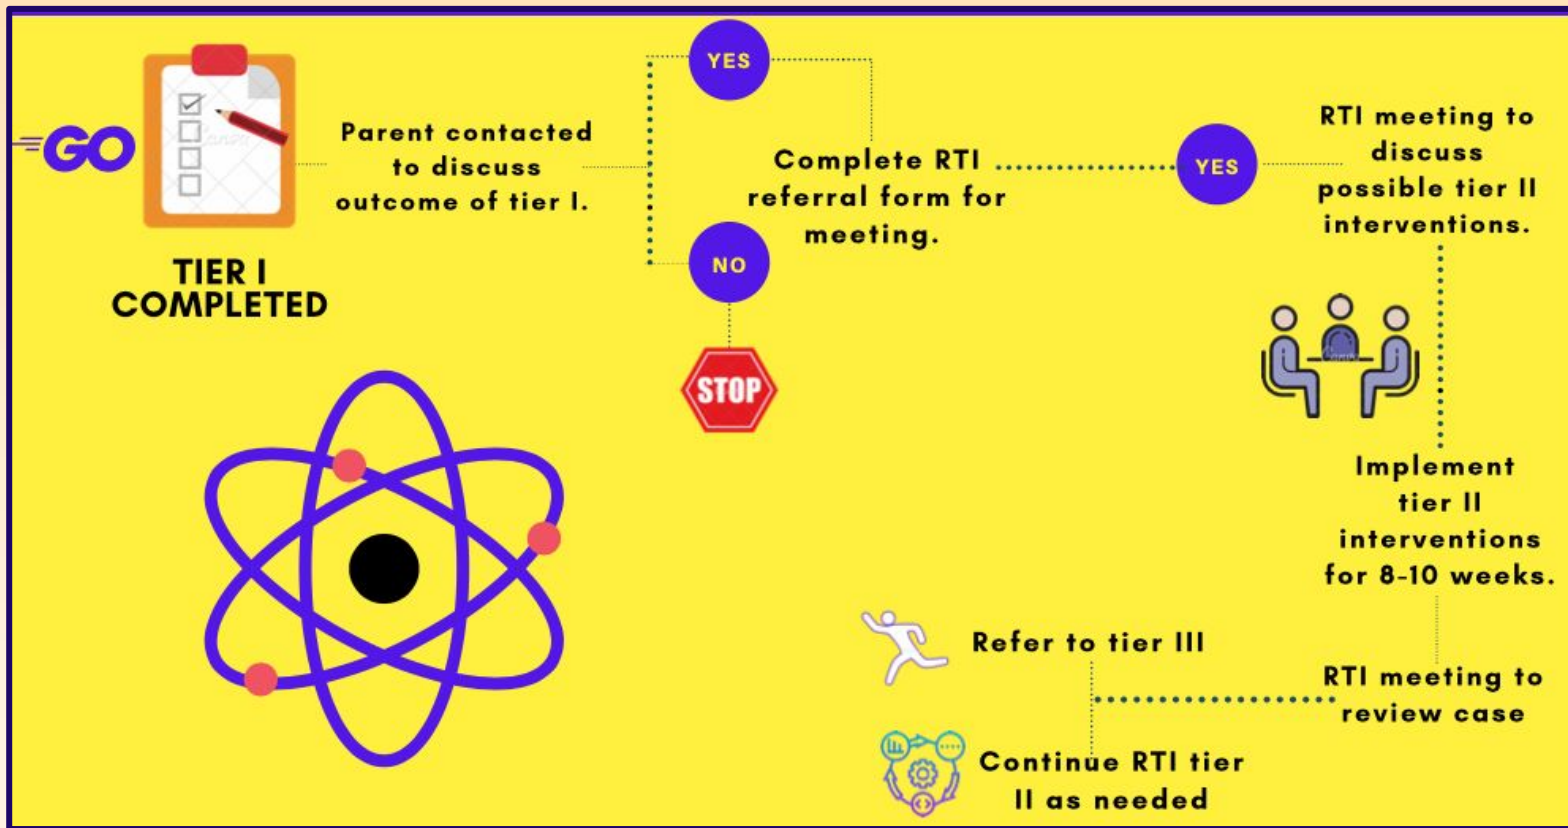 GO
TIER I
COMPLETED
Parent contacted
to discuss
outcome of tier I.
YES
NO
STOP
Complete RTI
referral form for
meeting.
YES
RTI meeting to
discuss
possible tier II
interventions.
Implement
tier II
interventions
for 8-10 weeks.
RTI meeting to
review case
Refer to tier III
Continue RTI tier
II as needed